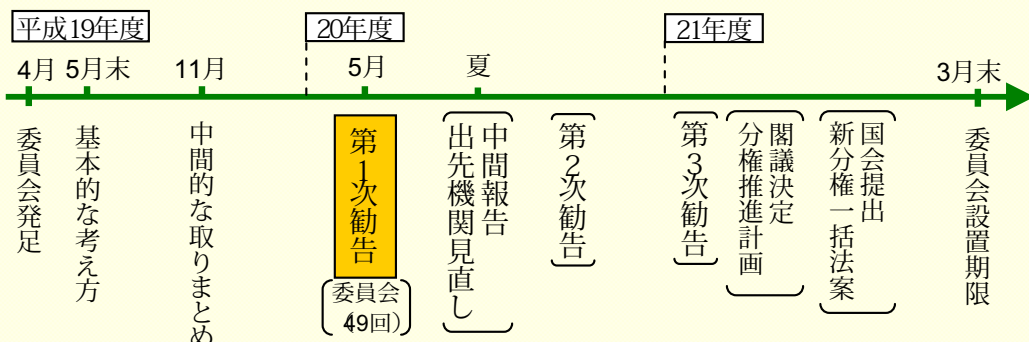 平成19年度
20年度
21年度
4月
5月末
11月
5月
夏
3月末
委員会発足
基本的な考え方
中間的な取りまとめ
第1次勧告
委員会
(49回)
中間報告
出先機関見直し
第2次勧告
第3次勧告
閣議決定
分権推進計画
国会提出
新分権一括法案
委員会設置期限